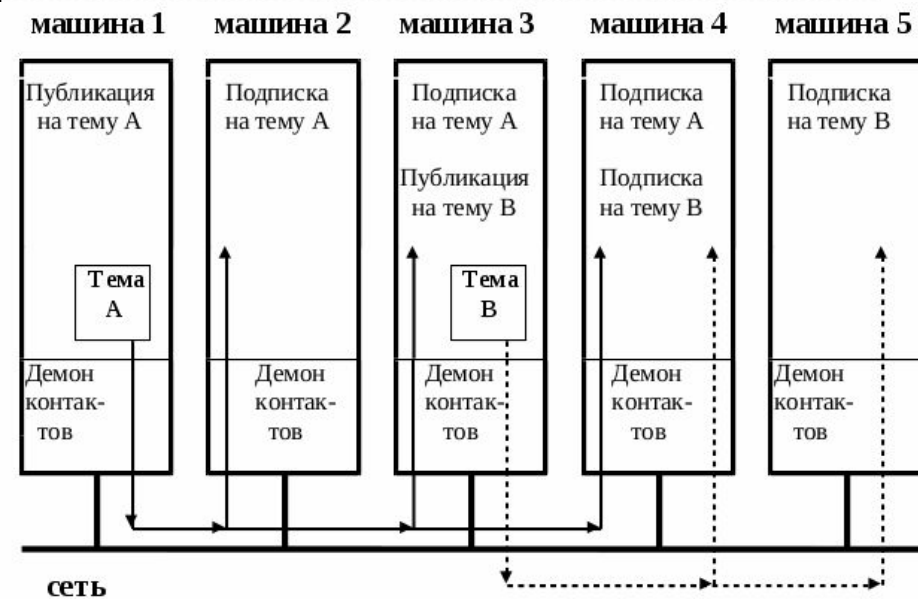 машина 1
машина 2
машина 3
машина 4
машина 5
Публикация
на тему А
Подписка
на тему А
Подписка
на тему А
Публикация
на тему В
Подписка
на тему А
Подписка
на тему В
Подписка
на тему В
Тема
А
Тема
В
Демон
контак-
тов
Демон
контак-
тов
Демон
контак-
тов
Демон
контак-
тов
Демон
контак-
тов
сеть